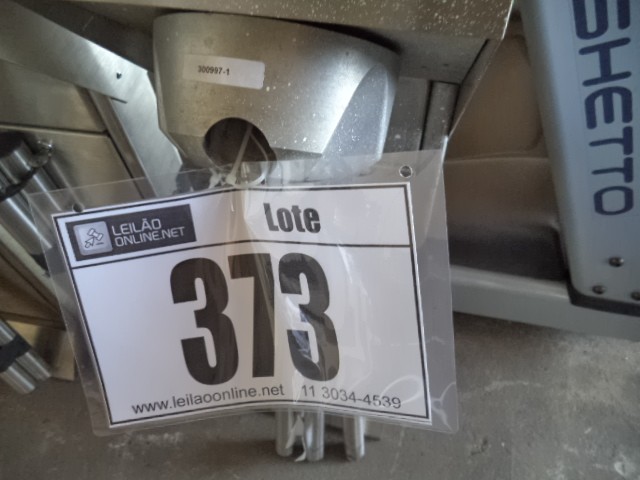 300997-1
SHETTO
LEILÃO
ONLINE.NET
Lote
373
www.leilaoonline.net 11 3034-4539